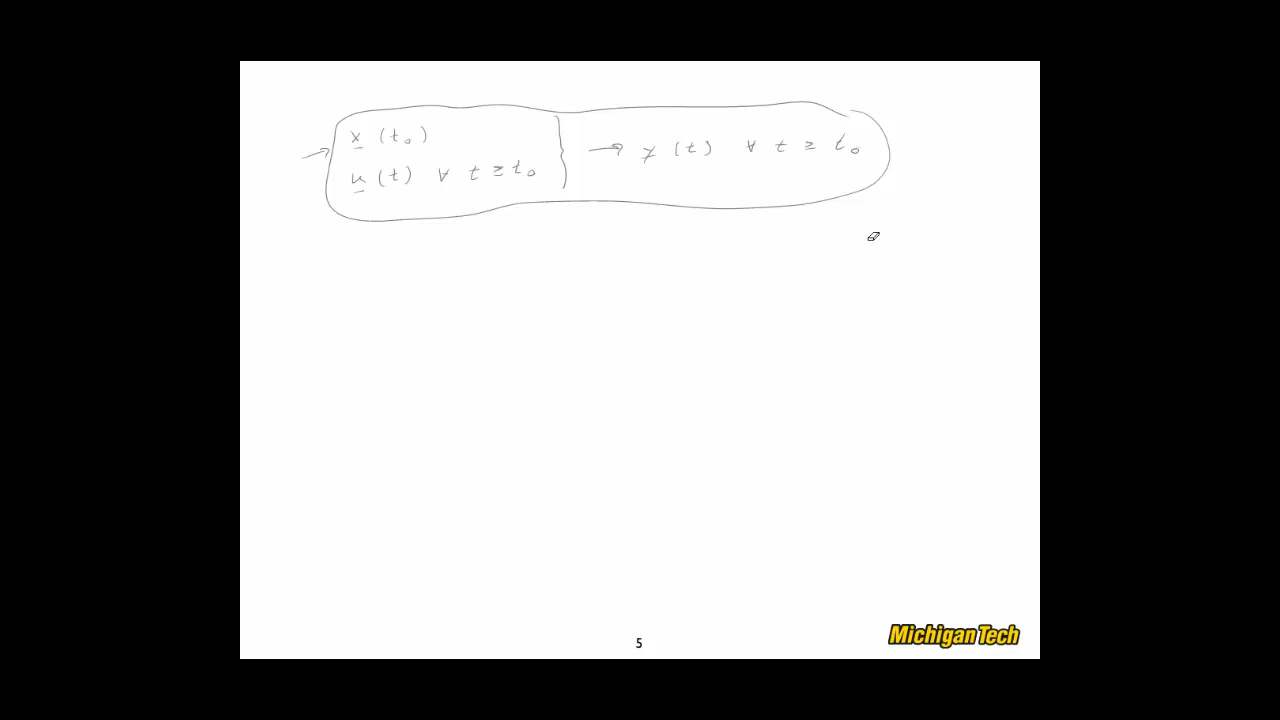 x (t₀)
u (t) ∀ t ≥ t₀ } → y (t) ∀ t ≥ t₀
5
Michigan Tech